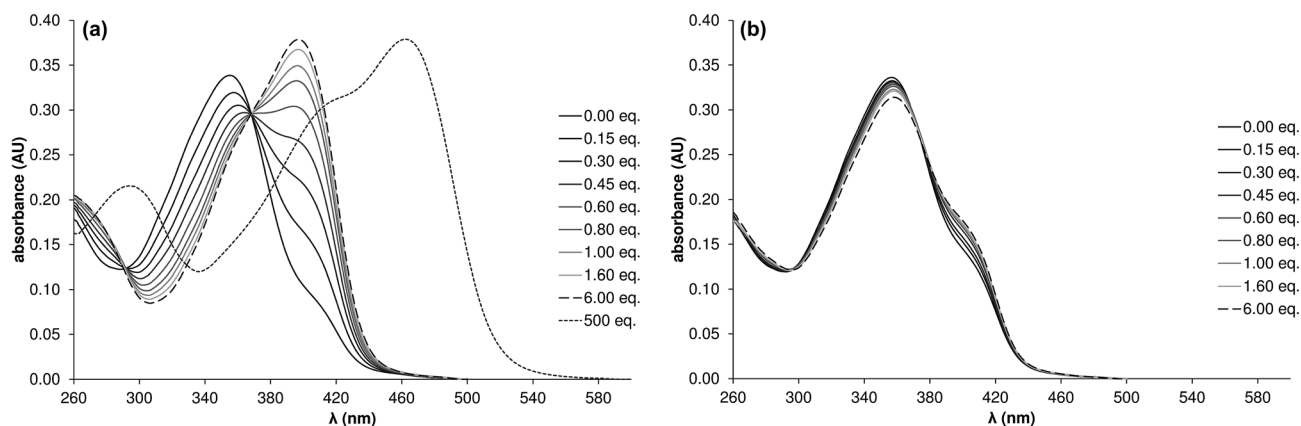 (a)
absorbance (AU)
0.40
0.35
0.30
0.25
0.20
0.15
0.10
0.05
0.00
260 300 340 380 420 460 500 540 580
λ (nm)
0.00 eq.
0.15 eq.
0.30 eq.
0.45 eq.
0.60 eq.
0.80 eq.
1.00 eq.
1.60 eq.
6.00 eq.
500 eq.
(b)
absorbance (AU)
0.40
0.35
0.30
0.25
0.20
0.15
0.10
0.05
0.00
260 300 340 380 420 460 500 540 580
λ (nm)
0.00 eq.
0.15 eq.
0.30 eq.
0.45 eq.
0.60 eq.
0.80 eq.
1.00 eq.
1.60 eq.
6.00 eq.